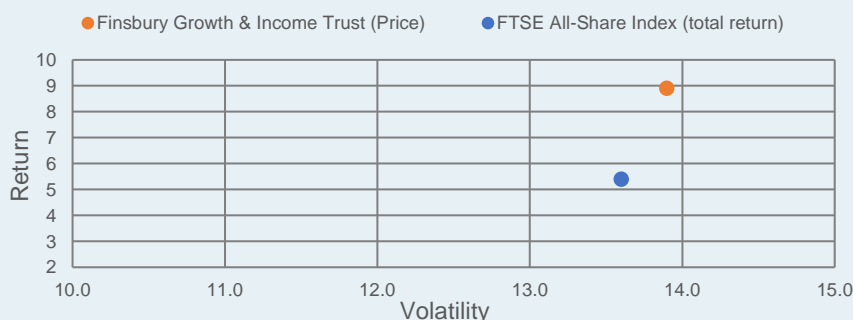 Finsbury Growth & Income Trust (Price) FTSE All-Share Index (total return)
10
9
8
7
6
5
4
3
2
Return
10.0 11.0 12.0 13.0 14.0 15.0
Volatility